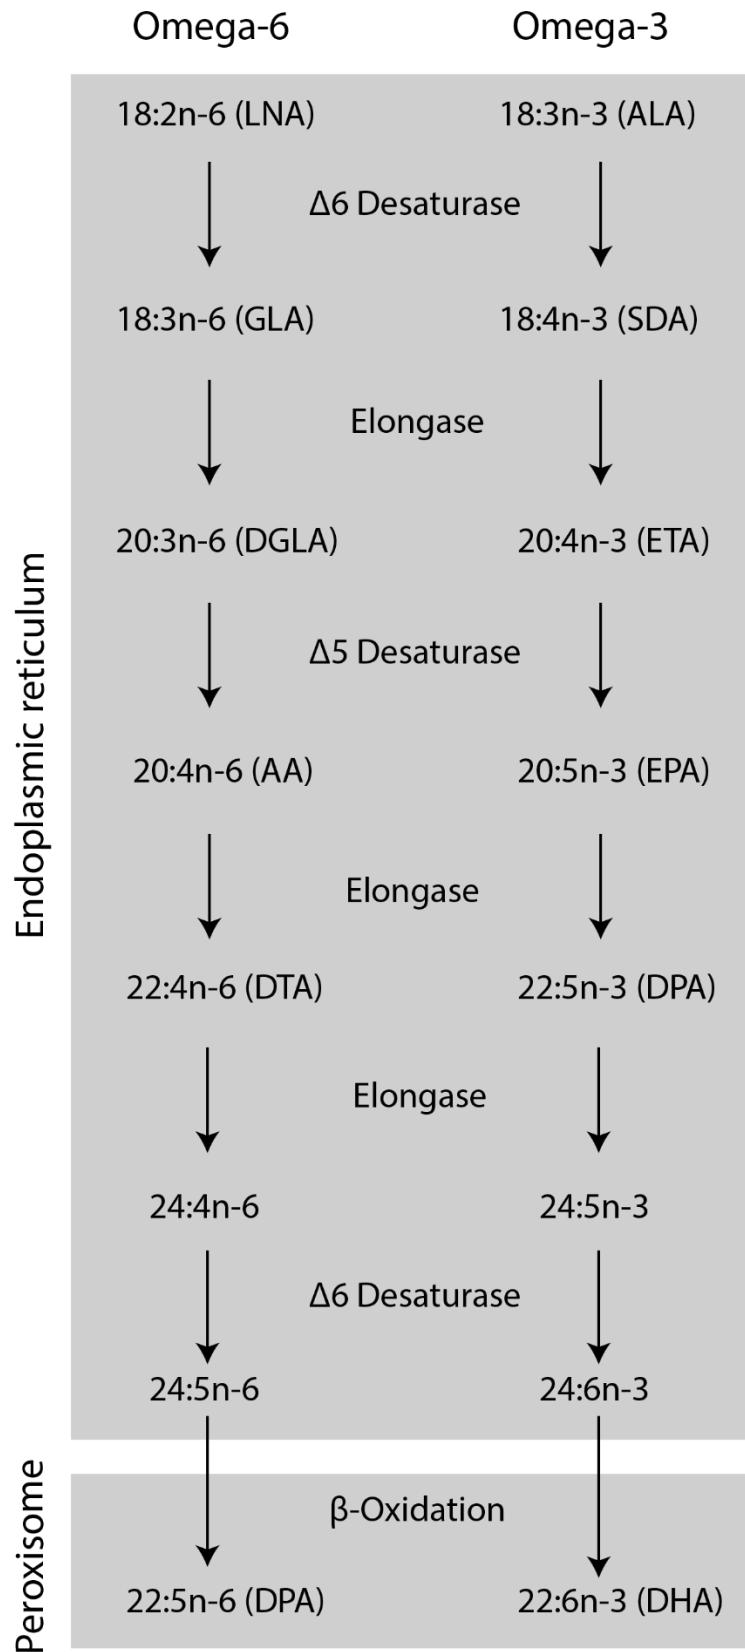 Omega-6
Omega-3
18:2n-6 (LNA)
18:3n-3 (ALA)
Δ6 Desaturase
18:3n-6 (GLA)
18:4n-3 (SDA)
Elongase
20:3n-6 (DGLA)
20:4n-3 (ETA)
Δ5 Desaturase
20:4n-6 (AA)
20:5n-3 (EPA)
Elongase
22:4n-6 (DTA)
22:5n-3 (DPA)
Elongase
24:4n-6
24:5n-3
Δ6 Desaturase
24:5n-6
24:6n-3
Endoplasmic reticulum
β-Oxidation
22:5n-6 (DPA)
22:6n-3 (DHA)
Peroxisome